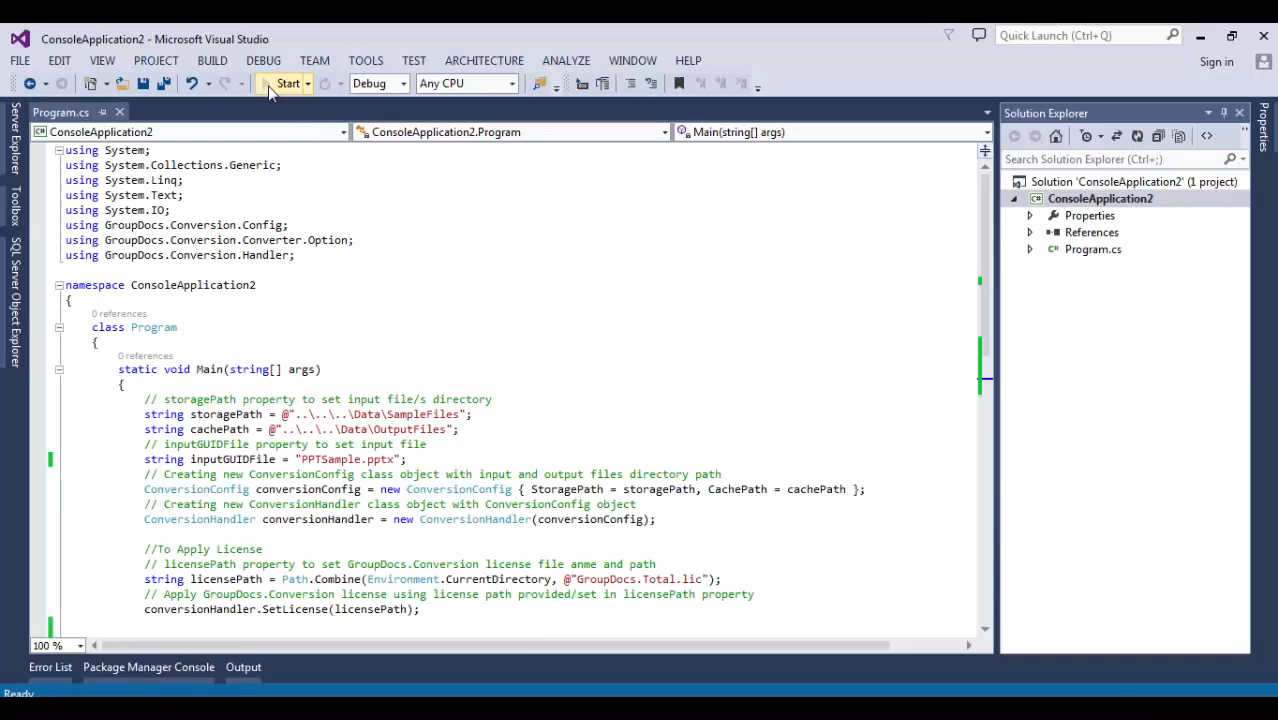 ConsoleApplication2 - Microsoft Visual Studio
Quick Launch (Ctrl+Q)
FILE EDIT VIEW PROJECT BUILD DEBUG TEAM TOOLS TEST ARCHITECTURE ANALYZE WINDOW HELP
Sign in
Start Debug Any CPU
Server Explorer
Toolbox
SQL Server Object Explorer
Program.cs
ConsoleApplication2 ConsoleApplication2.Program Main(string[] args)
using System;
using System.Collections.Generic;
using System.Linq;
using System.Text;
using System.IO;
using GroupDocs.Conversion.Config;
using GroupDocs.Conversion.Converter.Option;
using GroupDocs.Conversion.Handler;
namespace ConsoleApplication2
{
0 references
class Program
{
0 references
static void Main(string[] args)
{
// storagePath property to set input file/s directory
string storagePath = @"..\..\..\Data\SampleFiles";
string cachePath = @"..\..\..\Data\OutputFiles";
// inputGUIDFile property to set input file
string inputGUIDFile = "PPTSample.pptx";
// Creating new ConversionConfig class object with input and output files directory path
ConversionConfig conversionConfig = new ConversionConfig { StoragePath = storagePath, CachePath = cachePath };
// Creating new ConversionHandler class object with ConversionConfig object
ConversionHandler conversionHandler = new ConversionHandler(conversionConfig);
//To Apply License
// licensePath property to set GroupDocs.Conversion license file anme and path
string licensePath = Path.Combine(Environment.CurrentDirectory, @"GroupDocs.Total.lic");
// Apply GroupDocs.Conversion license using license path provided/set in licensePath property
conversionHandler.SetLicense(licensePath);
100 %
Error List Package Manager Console Output
Ready
Solution Explorer
Search Solution Explorer (Ctrl+;)
Solution 'ConsoleApplication2' (1 project)
C# ConsoleApplication2
Properties
References
C# Program.cs
Properties